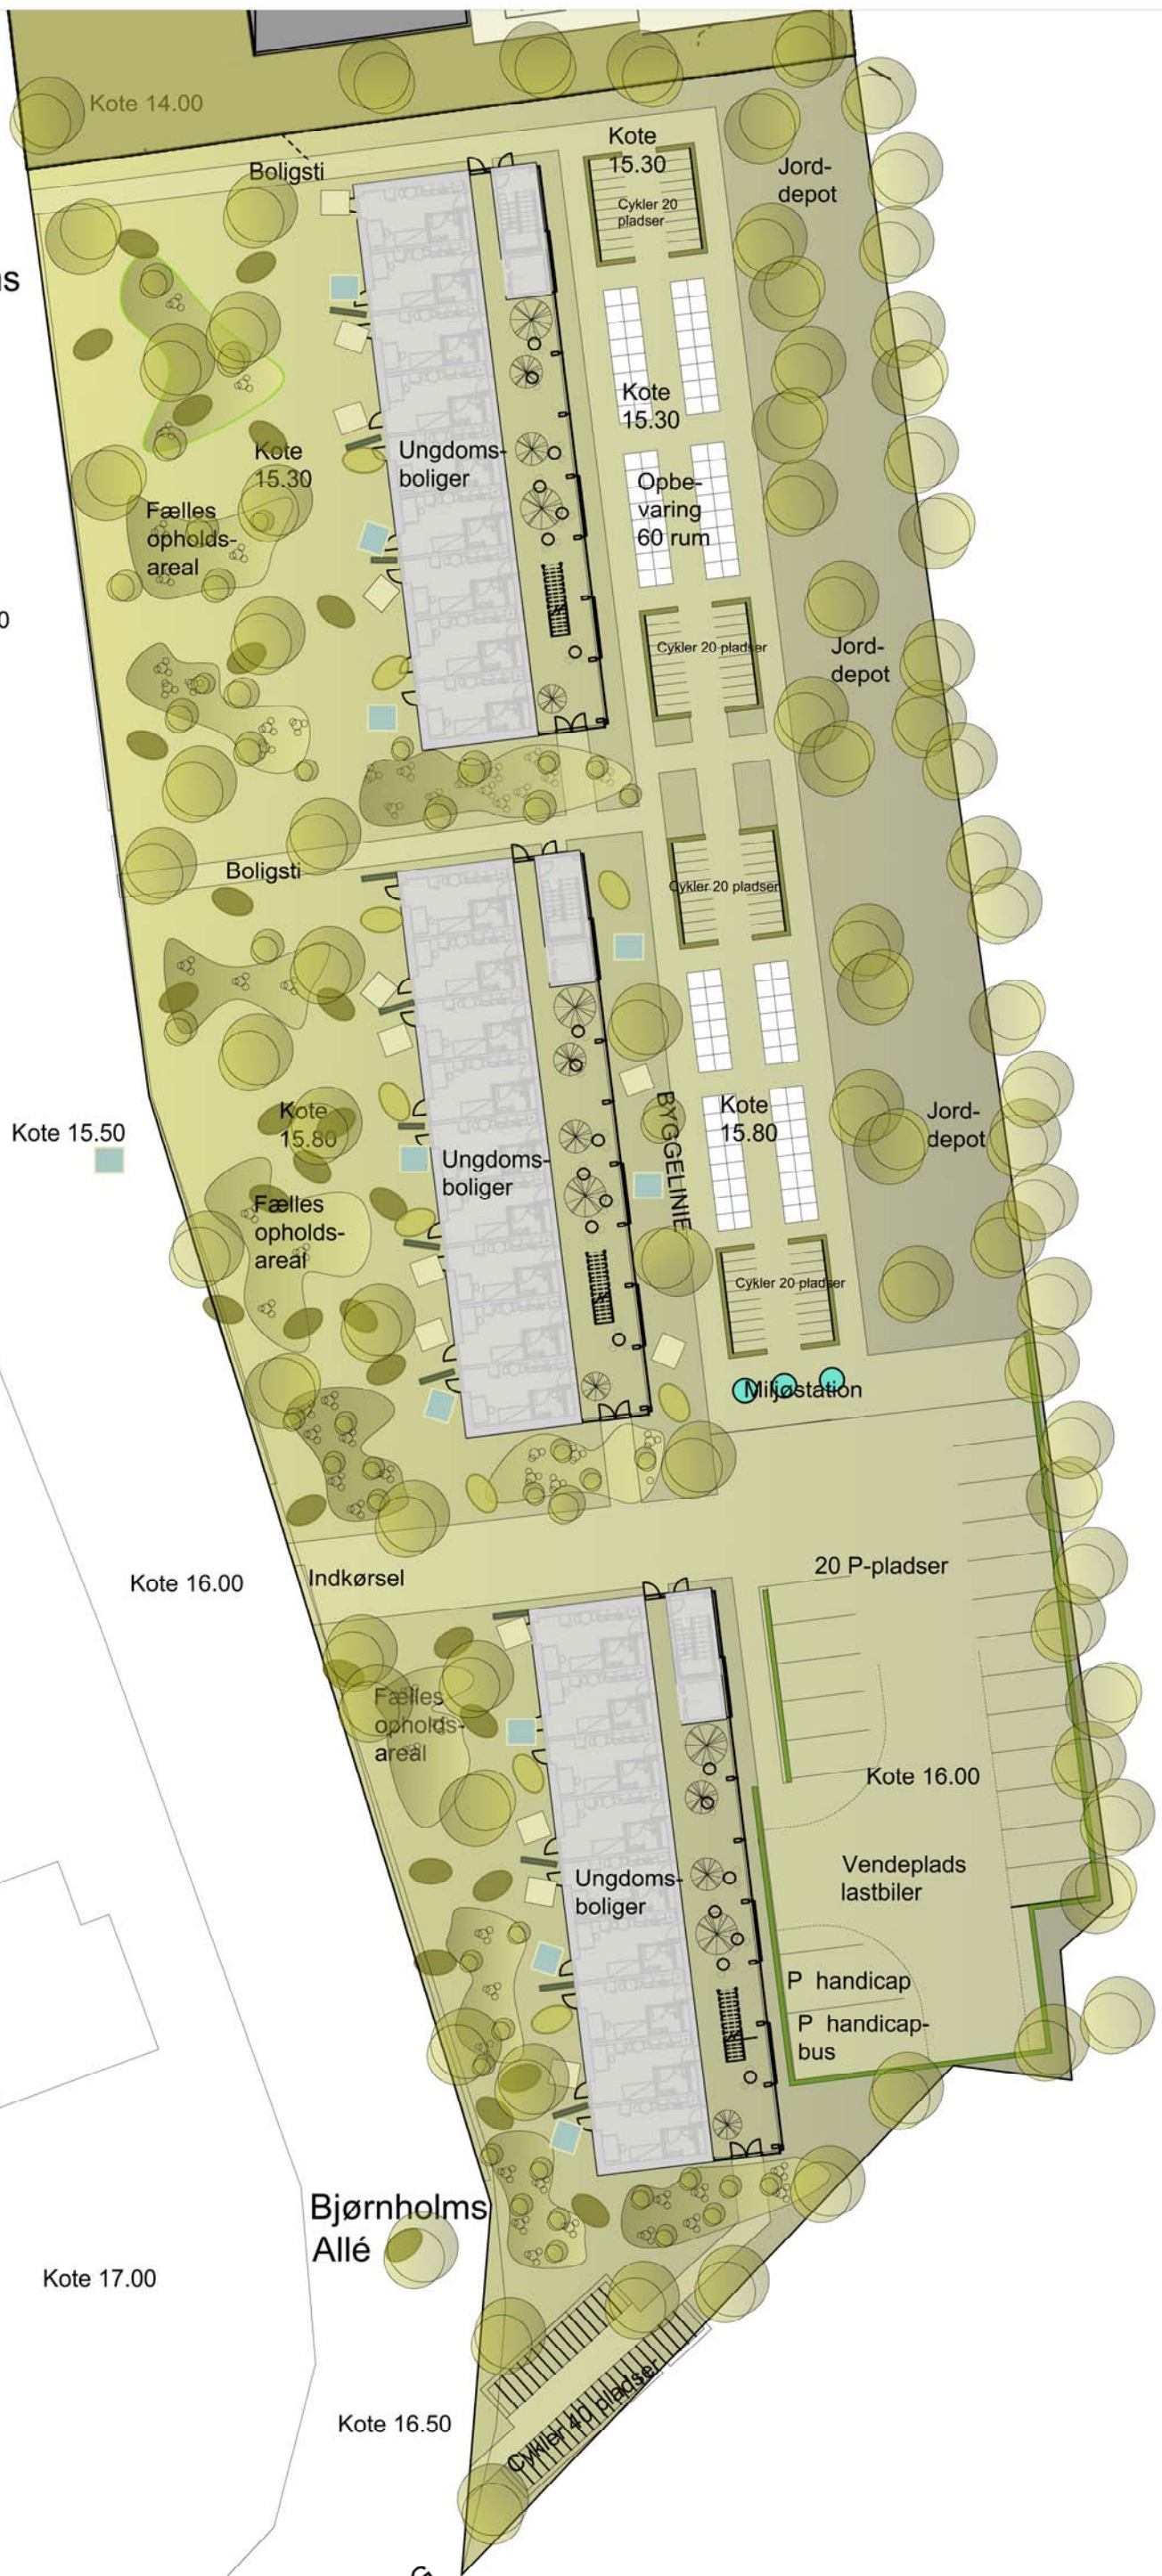 Kote 14.00
Boligsti
Kote
15.30
Cykler 20
pladser
Jord-
depot
Kote
15.30
Kote
15.30
Ungdoms-
boliger
Opbe-
varing
60 rum
Fælles
opholds-
areal
Cykler 20 pladser
Jord-
depot
Boligsti
Cykler 20 pladser
Kote 15.50
Kote
15.80
Ungdoms-
boliger
BYGGELINIE
Kote
15.80
Jord-
depot
Fælles
opholds-
areal
Cykler 20 pladser
Miljøstation
Kote 16.00
Indkørsel
20 P-pladser
Fælles
opholds-
areal
Kote 16.00
Ungdoms-
boliger
Vendeplads
lastbiler
P handicap
P handicap-
bus
Bjørnholms
Allé
Kote 17.00
Kote 16.50
Cykler 40 pladser